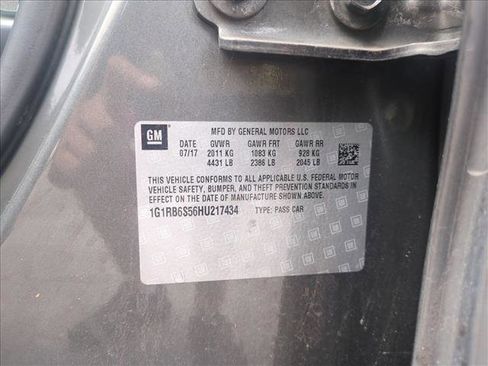 GM
MFD BY GENERAL MOTORS LLC
DATE GVWR GAWR FRT GAWR RR
07/17 2011 KG 1083 KG 928 KG
4431 LB 2386 LB 2045 LB
THIS VEHICLE CONFORMS TO ALL APPLICABLE U.S. FEDERAL MOTOR
VEHICLE SAFETY, BUMPER, AND THEFT PREVENTION STANDARDS IN
EFFECT ON THE DATE OF MANUFACTURE SHOWN ABOVE.
1G1RB6S56HU217434 TYPE: PASS CAR